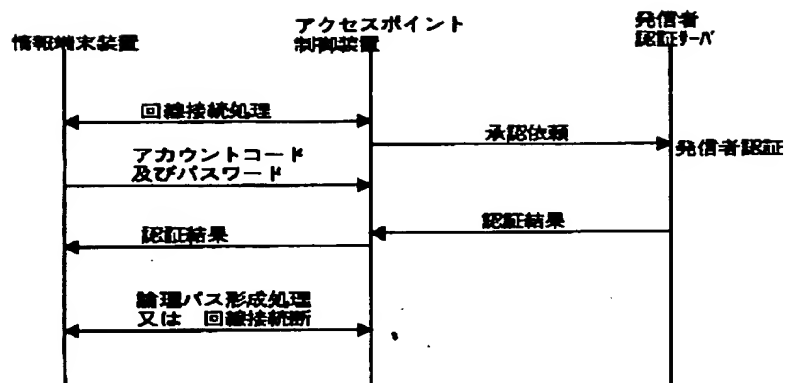 情報端末装置
アクセスポイント
制御装置
発信者
認証ｻｰﾊﾞ
回線接続処理
承認依頼
発信者認証
アカウントコード
及びパスワード
認証結果
認証結果
論理パス形成処理
又は 回線接続断